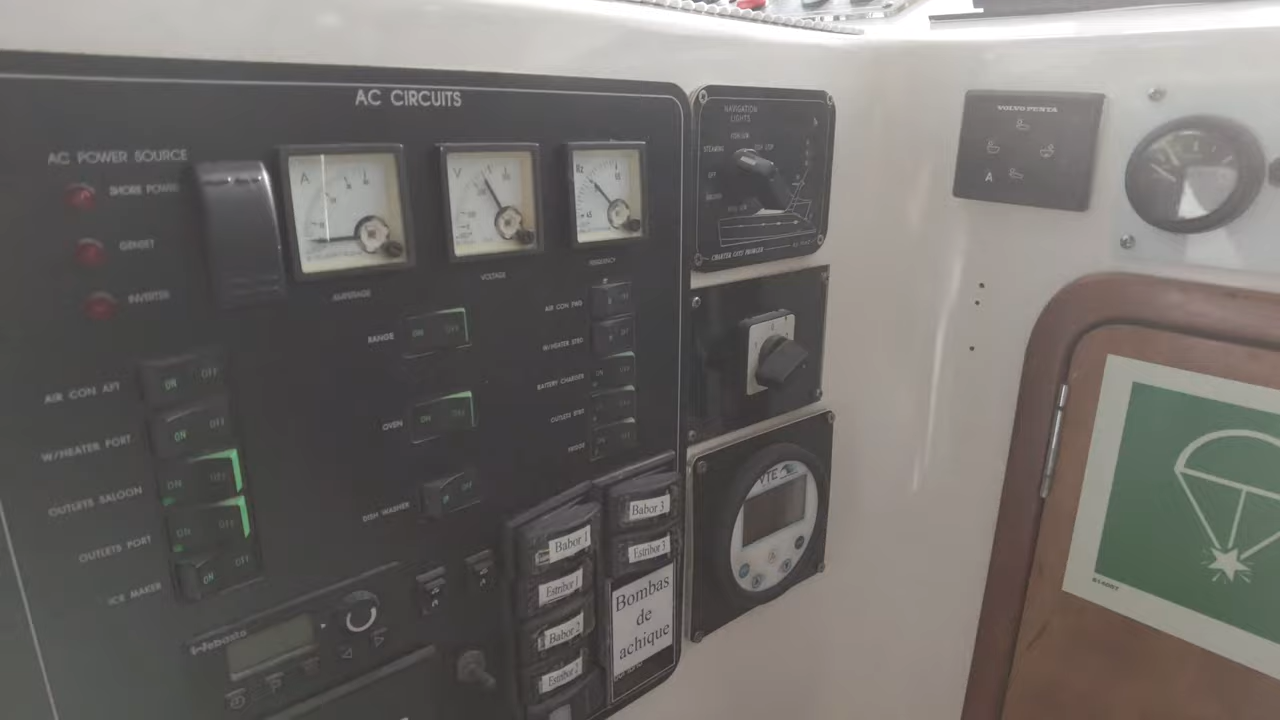 AC CIRCUITS
AC POWER SOURCE
SHORE POWER
GENSET
INVERTER
A
V
Hz
AMPERAGE
VOLTAGE
FREQUENCY
AIR CON AFT
ON OFF
W/HEATER PORT
ON OFF
OUTLETS SALOON
ON OFF
OUTLETS PORT
ON OFF
ICE MAKER
ON OFF
RANGE
ON OFF
OVEN
ON OFF
DISH WASHER
AIR CON FWD
W/HEATER STBD
BATTERY CHARGER
OUTLETS STBD
Webasto
Babor 1
Estribor 1
Babor 2
Estribor 2
Babor 3
Estribor 3
Bombas
de
achique
NAVIGATION
LIGHTS
STEAMING
OFF
VTE
VOLVO PENTA
A